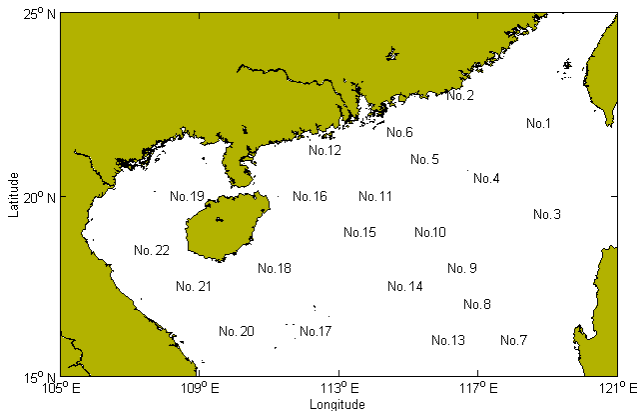 25° N
No.2
No.1
No.6
No.12
No.5
No.4
20° N
No.19
No.16
No.11
No.3
No.15
No.10
No.22
No.18
No. 9
No.21
No.14
No.8
No.20
No.17
No.13
No.7
15° N
105° E
109° E
113° E
117° E
121° E
Longitude
Latitude